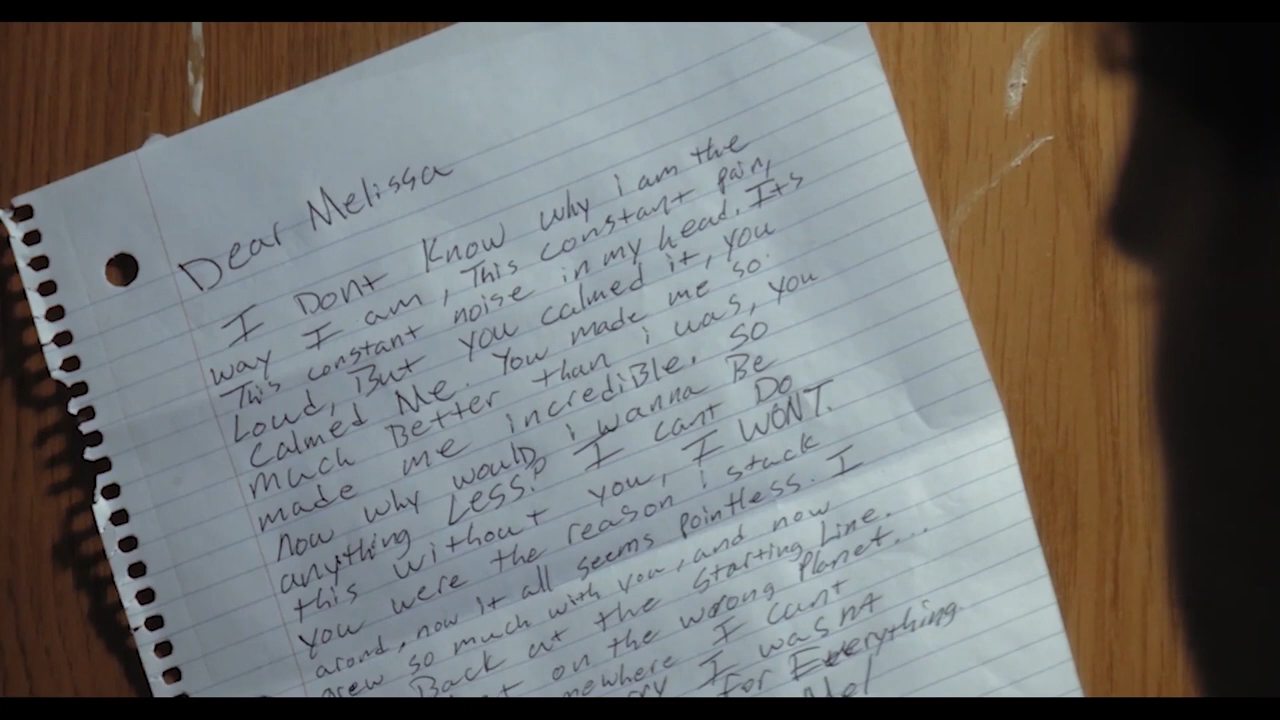 Dear Melissa
I Dont Know why i am the
way I am, This constant pain,
This constant noise in my head. Its
Loud, But you calmed it, you
calmed Me. You made me so
much Better than i was, you
made me incrediBle. so
now why would i wanna Be
anything Less? I cant Do
this without you, I WONT.
you were the reason i stuck
arond, now it all seems pointless. I
grew so much with you, and now
Back at the starting Line.
on the wrong Planet...
I cant
I wasnt
For Everything
Mel